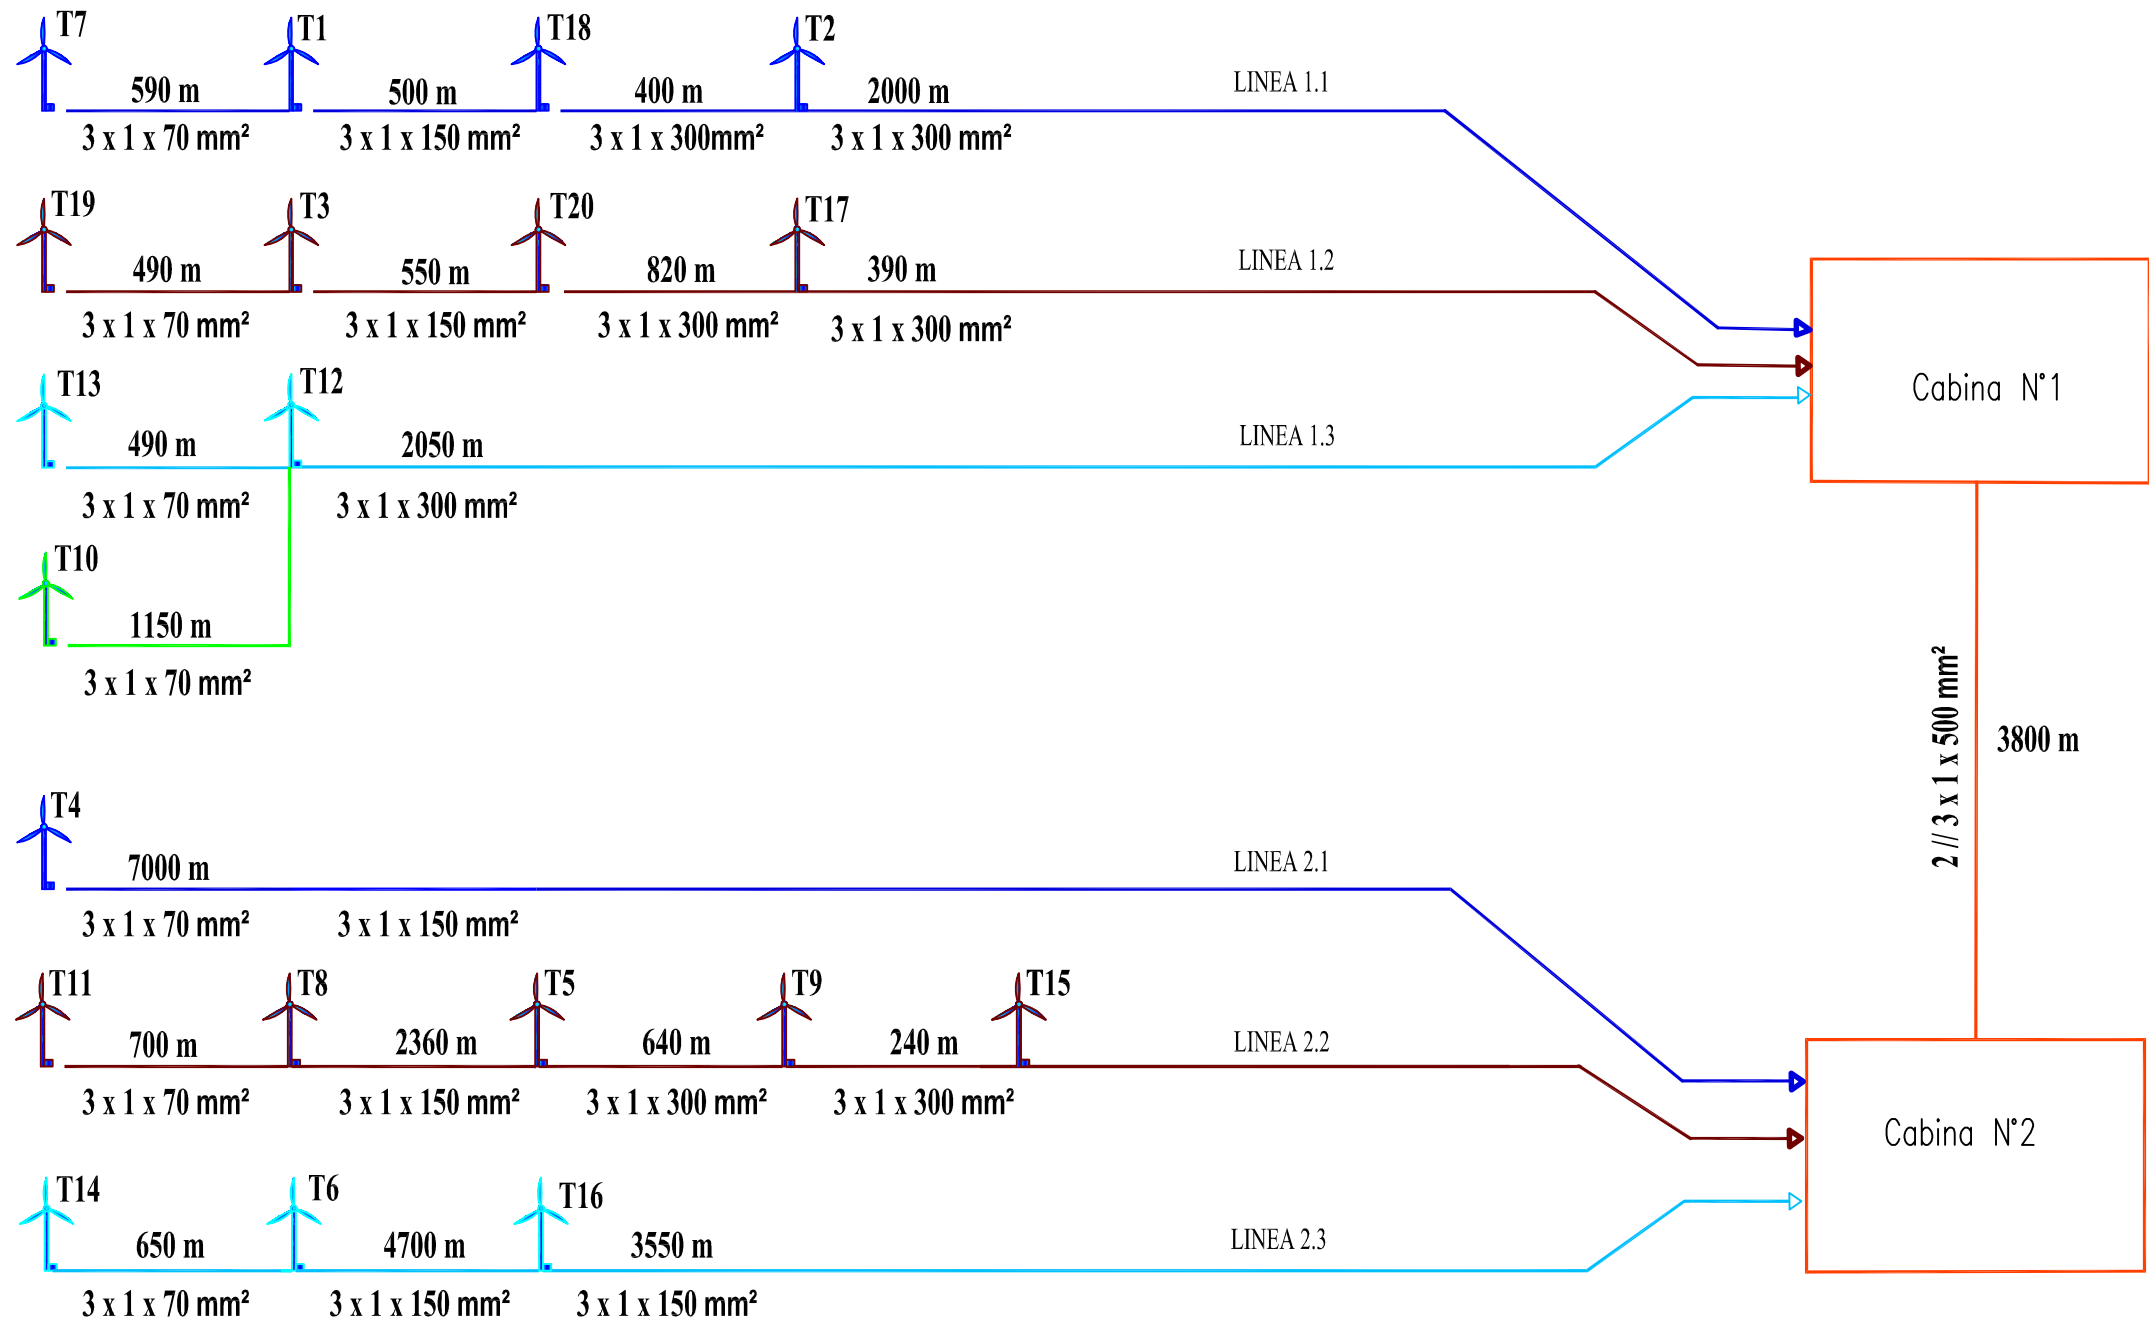 T7 T1 T18 T2
590 m 500 m 400 m 2000 m LINEA 1.1
3 x 1 x 70 mm² 3 x 1 x 150 mm² 3 x 1 x 300mm² 3 x 1 x 300 mm²
T19 T3 T20 T17
490 m 550 m 820 m 390 m LINEA 1.2
3 x 1 x 70 mm² 3 x 1 x 150 mm² 3 x 1 x 300 mm² 3 x 1 x 300 mm²
T13 T12
490 m 2050 m LINEA 1.3
3 x 1 x 70 mm² 3 x 1 x 300 mm²
Cabina N°1
T10
1150 m
3 x 1 x 70 mm²
2 // 3 x 1 x 500 mm²
3800 m
T4
7000 m LINEA 2.1
3 x 1 x 70 mm² 3 x 1 x 150 mm²
T11 T8 T5 T9 T15
700 m 2360 m 640 m 240 m LINEA 2.2
3 x 1 x 70 mm² 3 x 1 x 150 mm² 3 x 1 x 300 mm² 3 x 1 x 300 mm²
Cabina N°2
T14 T6 T16
650 m 4700 m 3550 m LINEA 2.3
3 x 1 x 70 mm² 3 x 1 x 150 mm² 3 x 1 x 150 mm²